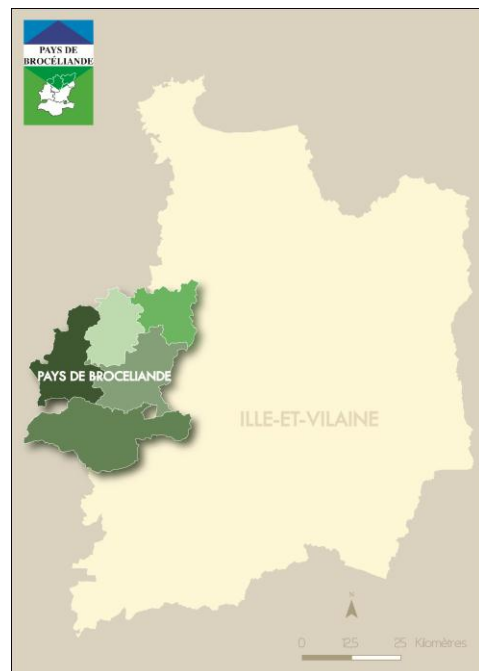 PAYS DE
BROCÉLIANDE
PAYS DE BROCELIANDE
ILLE-ET-VILAINE
N
0 12.5 25 Kilomètres